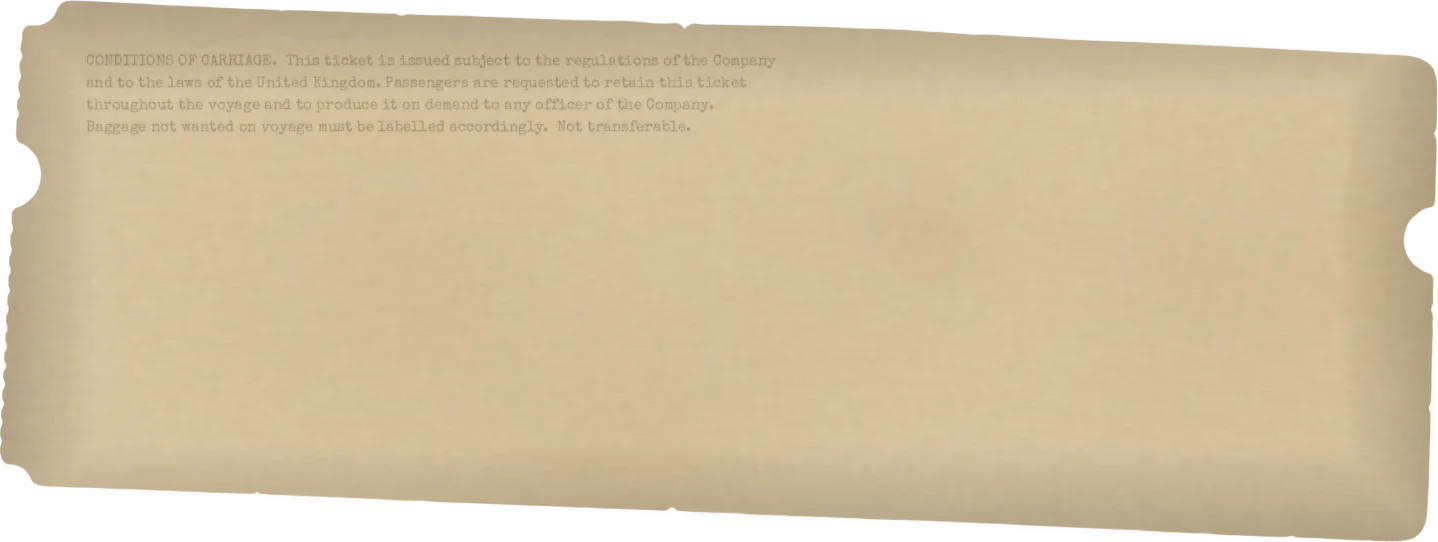 CONDITIONS OF CARRIAGE. This ticket is issued subject to the regulations of the Company
and to the laws of the United Kingdom. Passengers are requested to retain this ticket
throughout the voyage and to produce it on demand to any officer of the Company.
Baggage not wanted on voyage must be labelled accordingly. Not transferable.